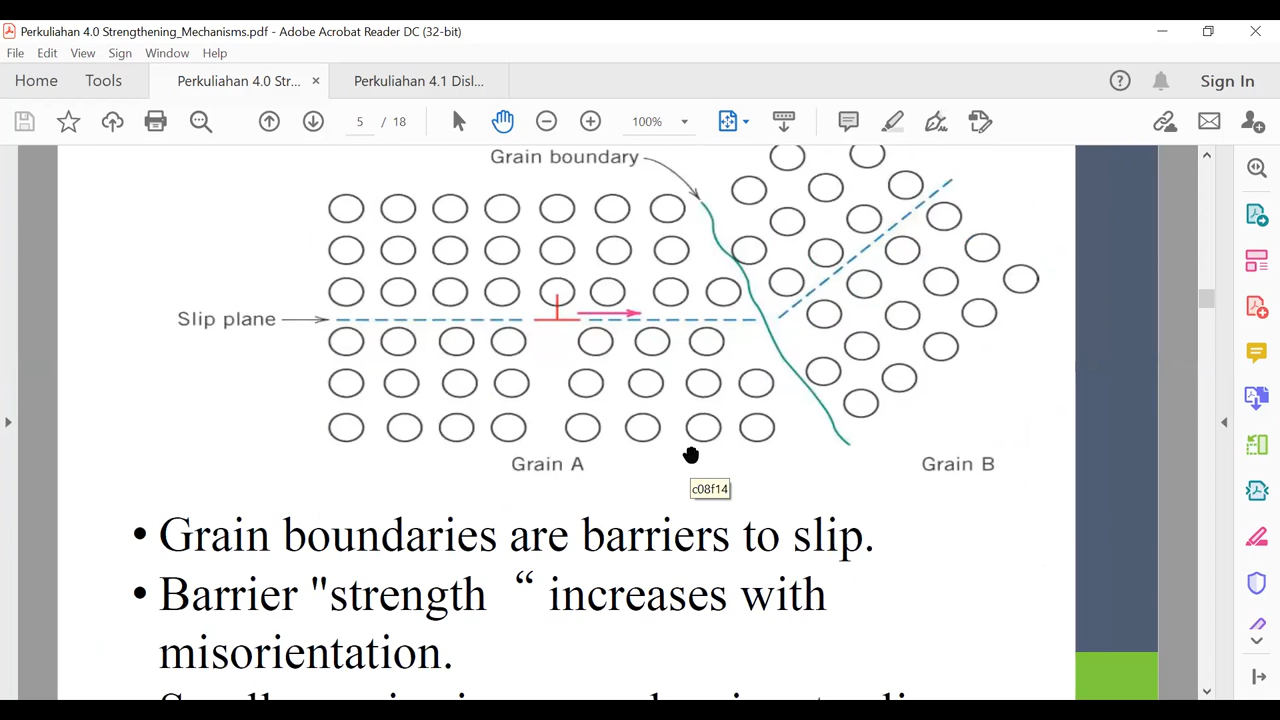 Perkuliahan 4.0 Strengthening_Mechanisms.pdf - Adobe Acrobat Reader DC (32-bit)
File Edit View Sign Window Help
Home Tools Perkuliahan 4.0 Str... × Perkuliahan 4.1 Disl... Sign In
5 / 18 100%
Grain boundary
Slip plane
Grain A Grain B
c08f14
• Grain boundaries are barriers to slip.
• Barrier "strength “ increases with
misorientation.